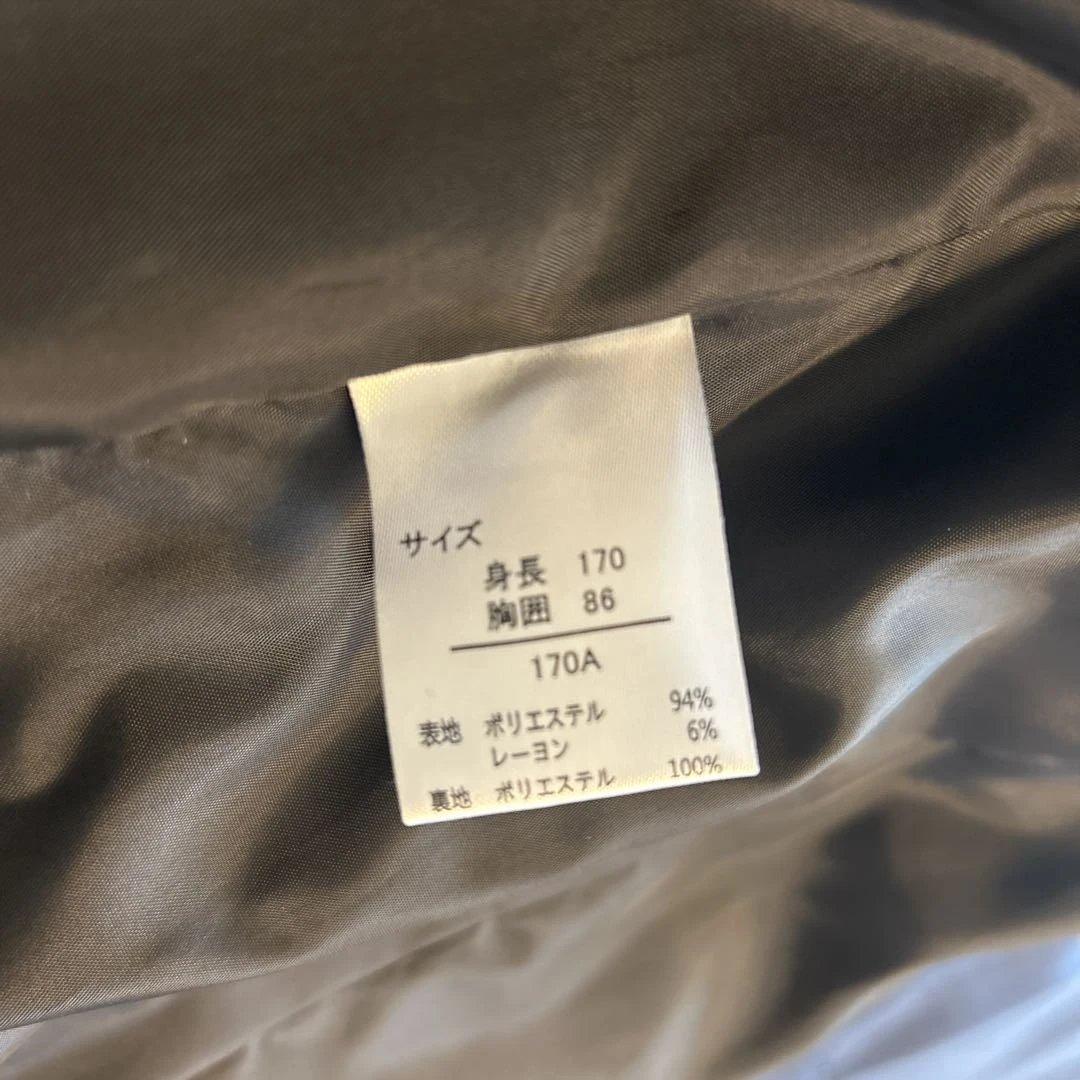 サイズ
身長 170
胸囲 86
170A
表地 ポリエステル 94%
レーヨン 6%
裏地 ポリエステル 100%